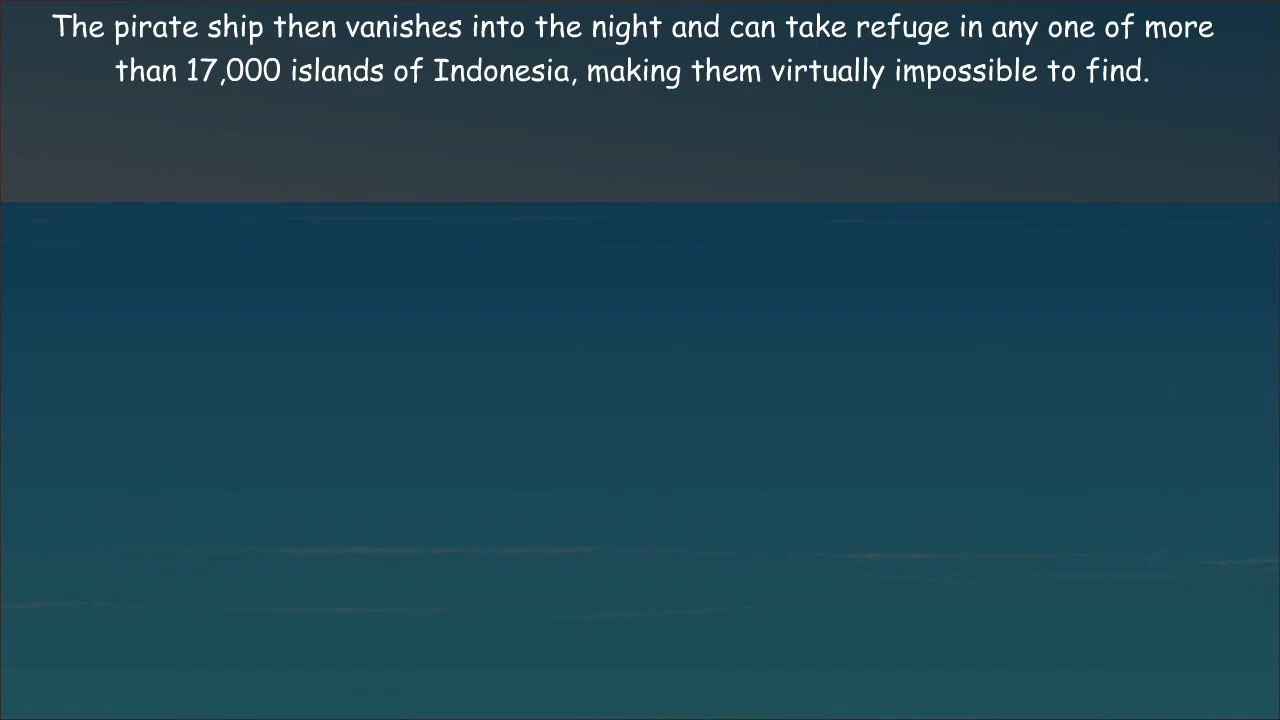 The pirate ship then vanishes into the night and can take refuge in any one of more
than 17,000 islands of Indonesia, making them virtually impossible to find.